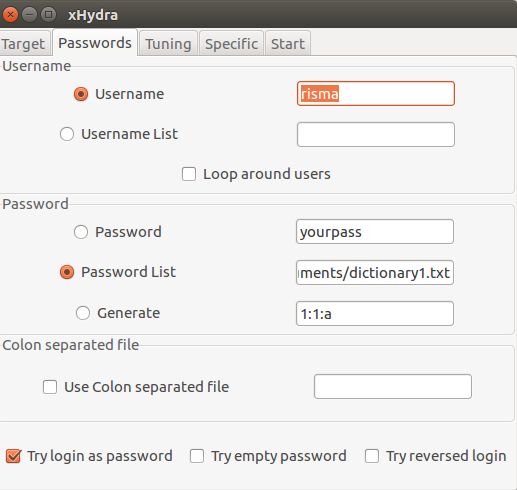 xHydra
Target Passwords Tuning Specific Start
Username
Username risma
Username List
Loop around users
Password
Password yourpass
Password List ments/dictionary1.txt
Generate 1:1:a
Colon separated file
Use Colon separated file
Try login as password Try empty password Try reversed login